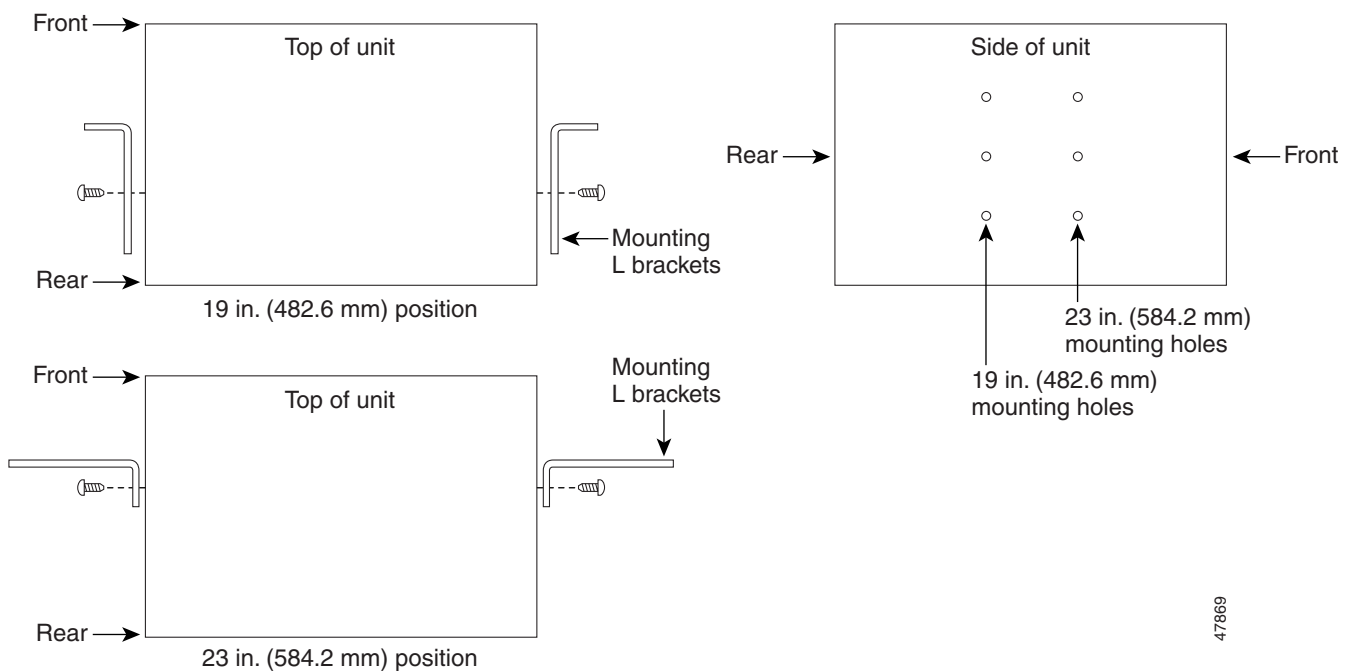 Front
Top of unit
Mounting
L brackets
Rear
19 in. (482.6 mm) position
Front
Top of unit
Mounting
L brackets
Rear
23 in. (584.2 mm) position
Side of unit
Rear
Front
23 in. (584.2 mm)
mounting holes
19 in. (482.6 mm)
mounting holes
47869